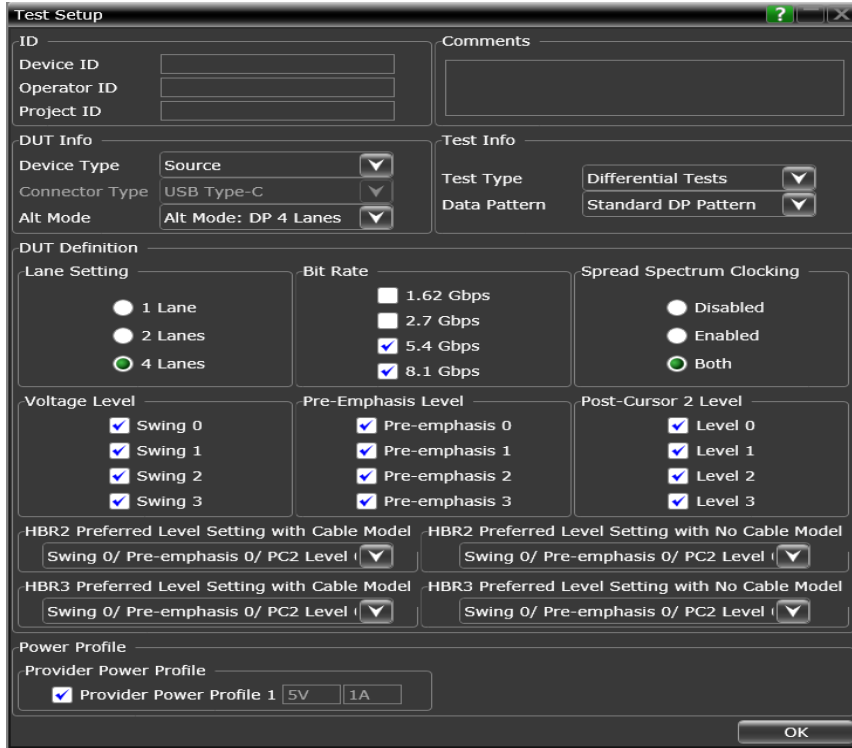 Test Setup
?
ID
Device ID
Operator ID
Project ID
Comments
DUT Info
Device Type Source
Connector Type USB Type-C
Alt Mode Alt Mode: DP 4 Lanes
Test Info
Test Type Differential Tests
Data Pattern Standard DP Pattern
DUT Definition
Lane Setting
1 Lane
2 Lanes
4 Lanes
Bit Rate
1.62 Gbps
2.7 Gbps
5.4 Gbps
8.1 Gbps
Spread Spectrum Clocking
Disabled
Enabled
Both
Voltage Level
Swing 0
Swing 1
Swing 2
Swing 3
Pre-Emphasis Level
Pre-emphasis 0
Pre-emphasis 1
Pre-emphasis 2
Pre-emphasis 3
Post-Cursor 2 Level
Level 0
Level 1
Level 2
Level 3
HBR2 Preferred Level Setting with Cable Model
Swing 0/ Pre-emphasis 0/ PC2 Level
HBR2 Preferred Level Setting with No Cable Model
Swing 0/ Pre-emphasis 0/ PC2 Level
HBR3 Preferred Level Setting with Cable Model
Swing 0/ Pre-emphasis 0/ PC2 Level
HBR3 Preferred Level Setting with No Cable Model
Swing 0/ Pre-emphasis 0/ PC2 Level
Power Profile
Provider Power Profile
Provider Power Profile 1 5V 1A
OK